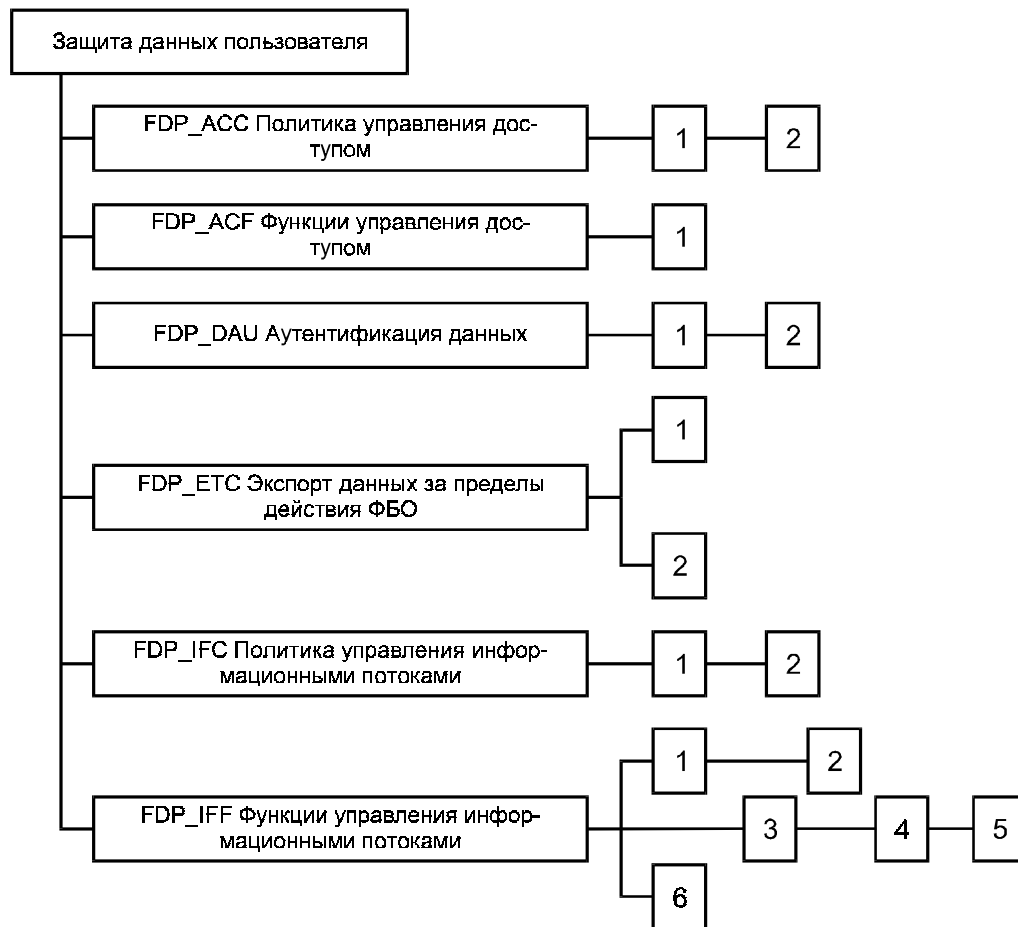 Защита данных пользователя
FDP_ACC Политика управления дос-
тупом
1 2
FDP_ACF Функции управления дос-
тупом
1
FDP_DAU Аутентификация данных
1 2
1
FDP_ETC Экспорт данных за пределы
действия ФБО
2
FDP_IFC Политика управления инфор-
мационными потоками
1 2
1 2
FDP_IFF Функции управления инфор-
мационными потоками
3 4 5
6